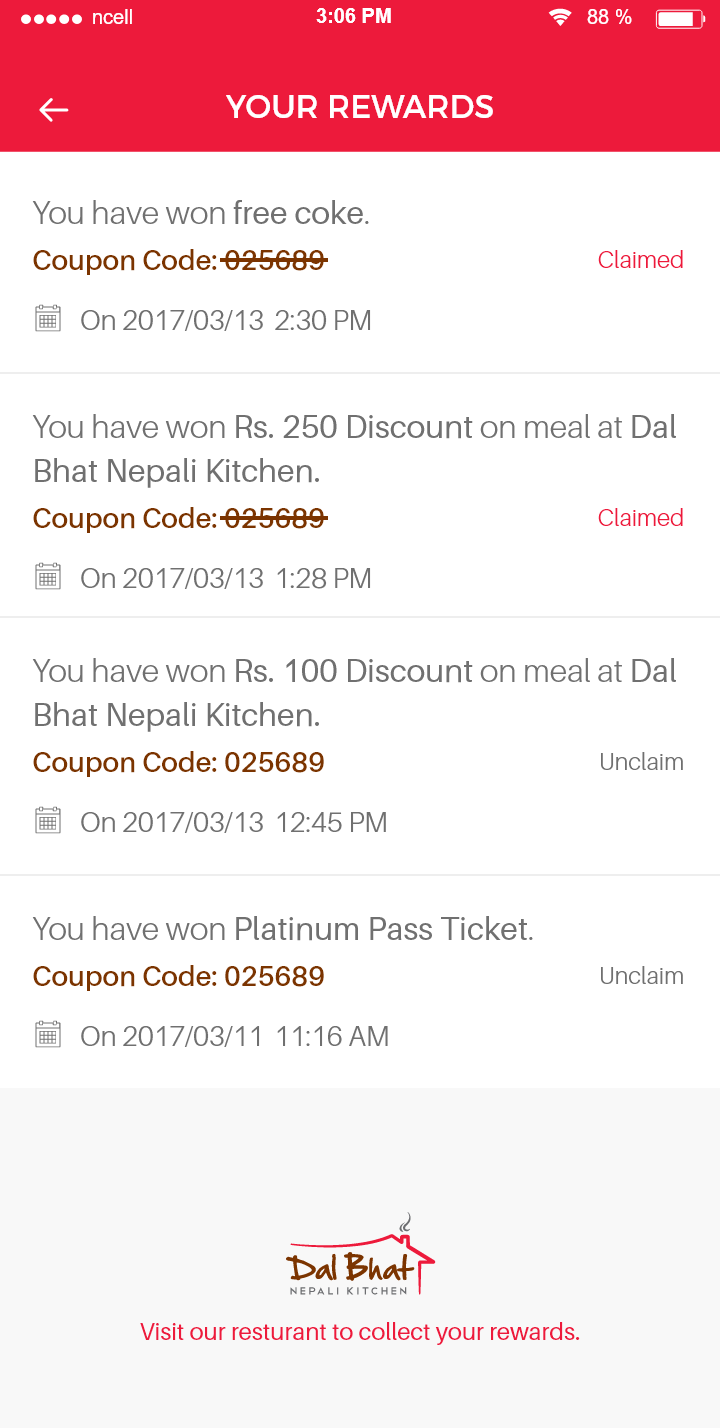 ncell 3:06 PM 88 %
YOUR REWARDS
You have won free coke.
Coupon Code: 025689 Claimed
On 2017/03/13 2:30 PM
You have won Rs. 250 Discount on meal at Dal
Bhat Nepali Kitchen.
Coupon Code: 025689 Claimed
On 2017/03/13 1:28 PM
You have won Rs. 100 Discount on meal at Dal
Bhat Nepali Kitchen.
Coupon Code: 025689 Unclaim
On 2017/03/13 12:45 PM
You have won Platinum Pass Ticket.
Coupon Code: 025689 Unclaim
On 2017/03/11 11:16 AM
Dal Bhat
NEPALI KITCHEN
Visit our resturant to collect your rewards.